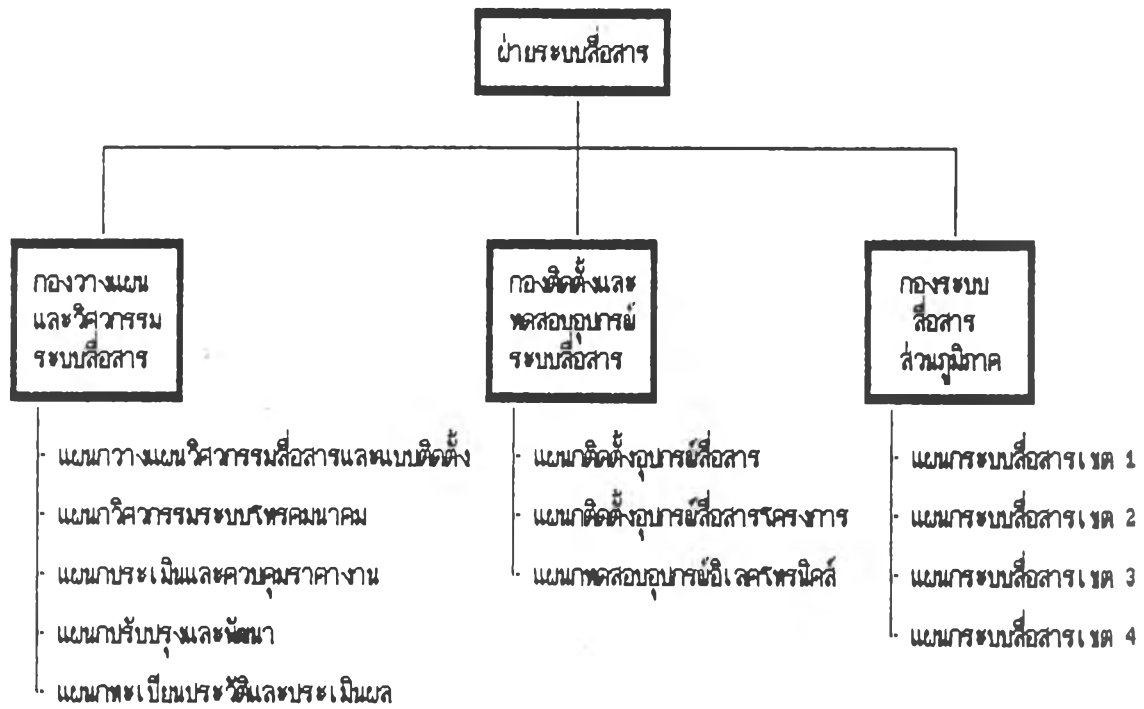 ฝ่ายระบบสื่อสาร
กองวางแผน
และวิศวกรรม
ระบบสื่อสาร
กองติดตั้งและ
ทดสอบอุปกรณ์
ระบบสื่อสาร
กองระบบ
สื่อสาร
ส่วนภูมิภาค
แผนกวางแผนวิศวกรรมสื่อสารและแบบติดตั้ง
แผนกวิศวกรรมระบบโทรคมนาคม
แผนกประเมินและควบคุมราคางาน
แผนกปรับปรุงและพัฒนา
แผนกทะเบียนประวัติและประเมินผล
แผนกติดตั้งอุปกรณ์สื่อสาร
แผนกติดตั้งอุปกรณ์สื่อสารโครงการ
แผนกทดสอบอุปกรณ์อิเลคโทรนิคส์
แผนกระบบสื่อสารเขต 1
แผนกระบบสื่อสารเขต 2
แผนกระบบสื่อสารเขต 3
แผนกระบบสื่อสารเขต 4